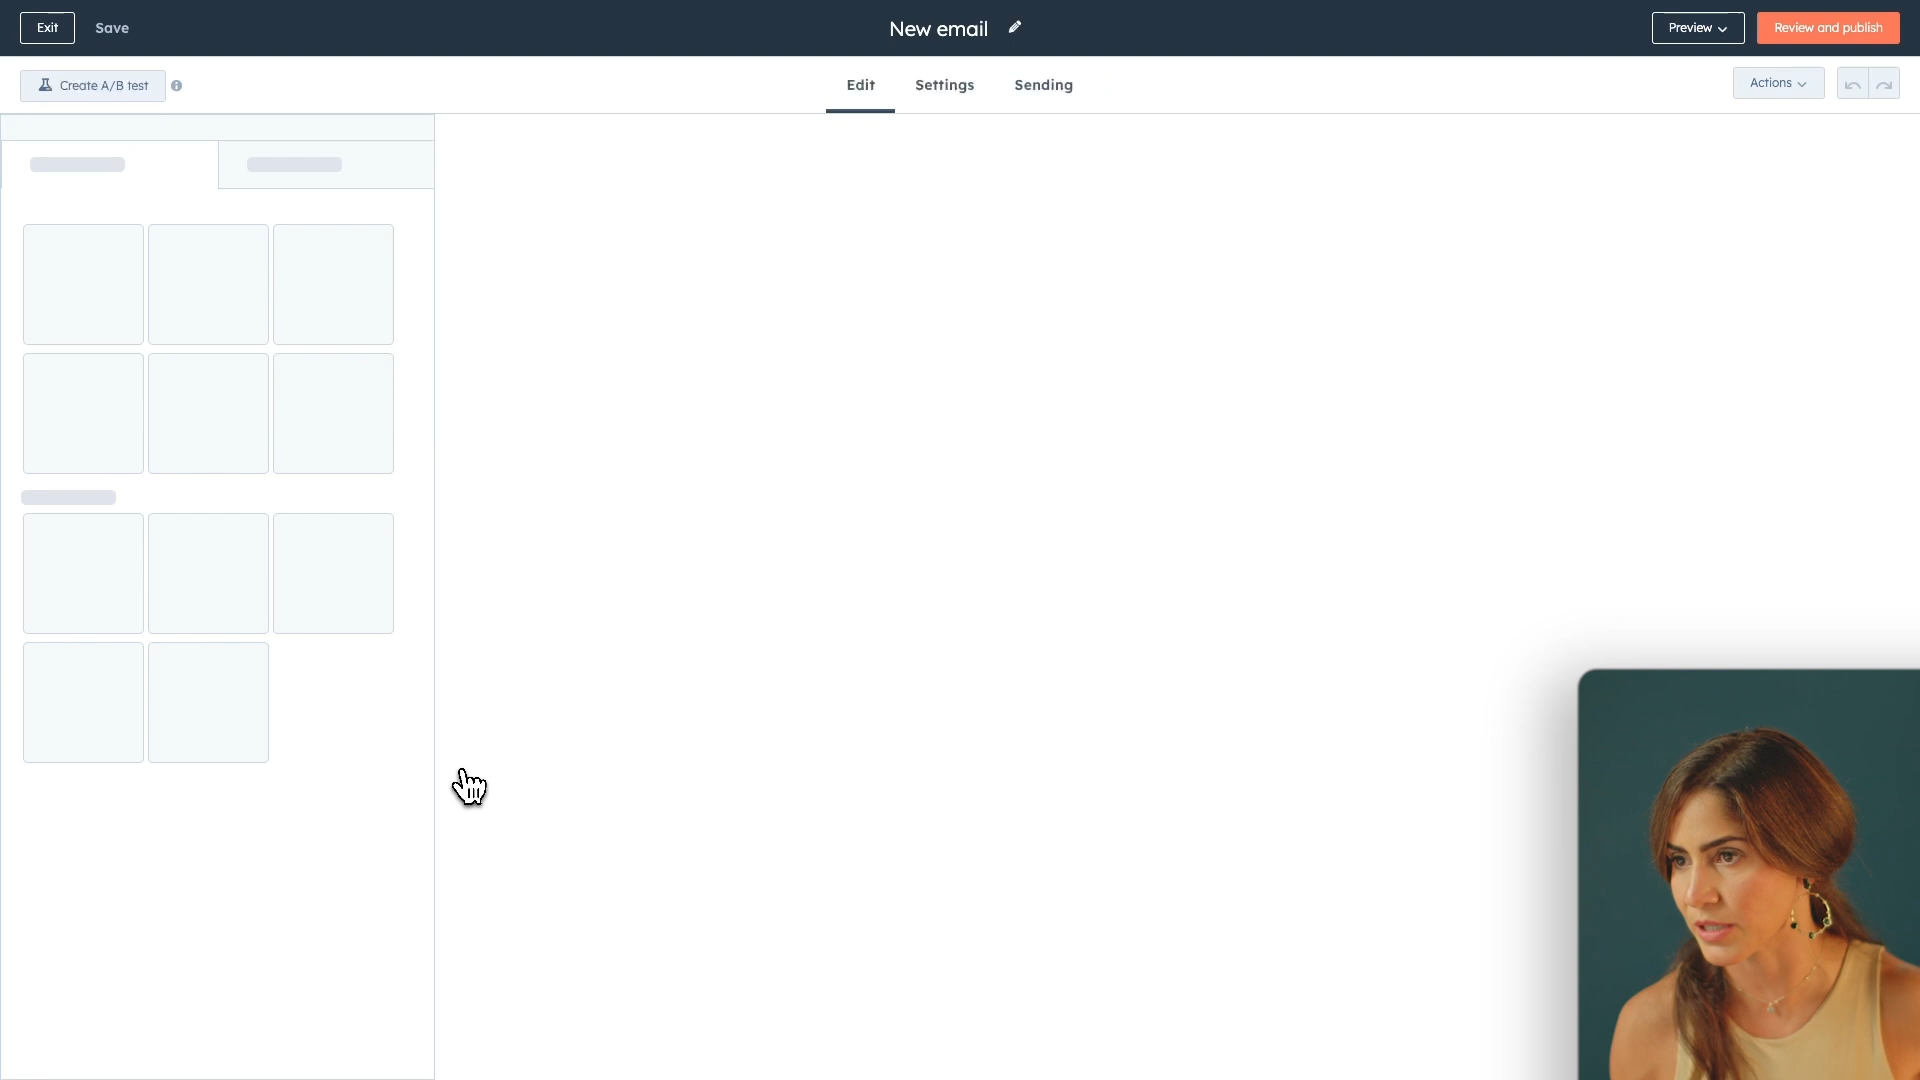 Exit
Save
New email
Preview
Review and publish
Create A/B test
Edit
Settings
Sending
Actions